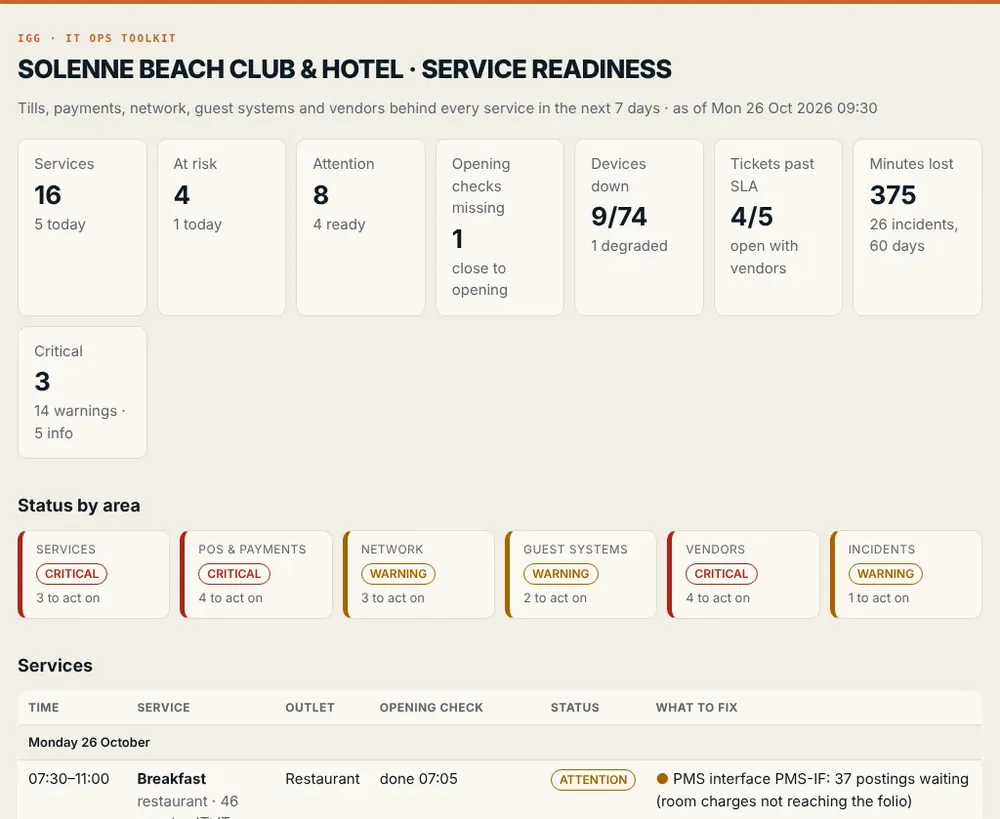 IGG · IT OPS TOOLKIT
SOLENNE BEACH CLUB & HOTEL · SERVICE READINESS
Tills, payments, network, guest systems and vendors behind every service in the next 7 days · as of Mon 26 Oct 2026 09:30
Services
16
5 today
At risk
4
1 today
Attention
8
4 ready
Opening
checks
missing
1
close to
opening
Devices
down
9/74
1 degraded
Tickets past
SLA
4/5
open with
vendors
Minutes lost
375
26 incidents,
60 days
Critical
3
14 warnings ·
5 info
Status by area
SERVICES
CRITICAL
3 to act on
POS & PAYMENTS
CRITICAL
4 to act on
NETWORK
WARNING
3 to act on
GUEST SYSTEMS
WARNING
2 to act on
VENDORS
CRITICAL
4 to act on
INCIDENTS
WARNING
1 to act on
Services
TIME SERVICE OUTLET OPENING CHECK STATUS WHAT TO FIX
Monday 26 October
07:30–11:00 Breakfast Restaurant done 07:05 ATTENTION PMS interface PMS-IF: 37 postings waiting
restaurant · 46 (room charges not reaching the folio)